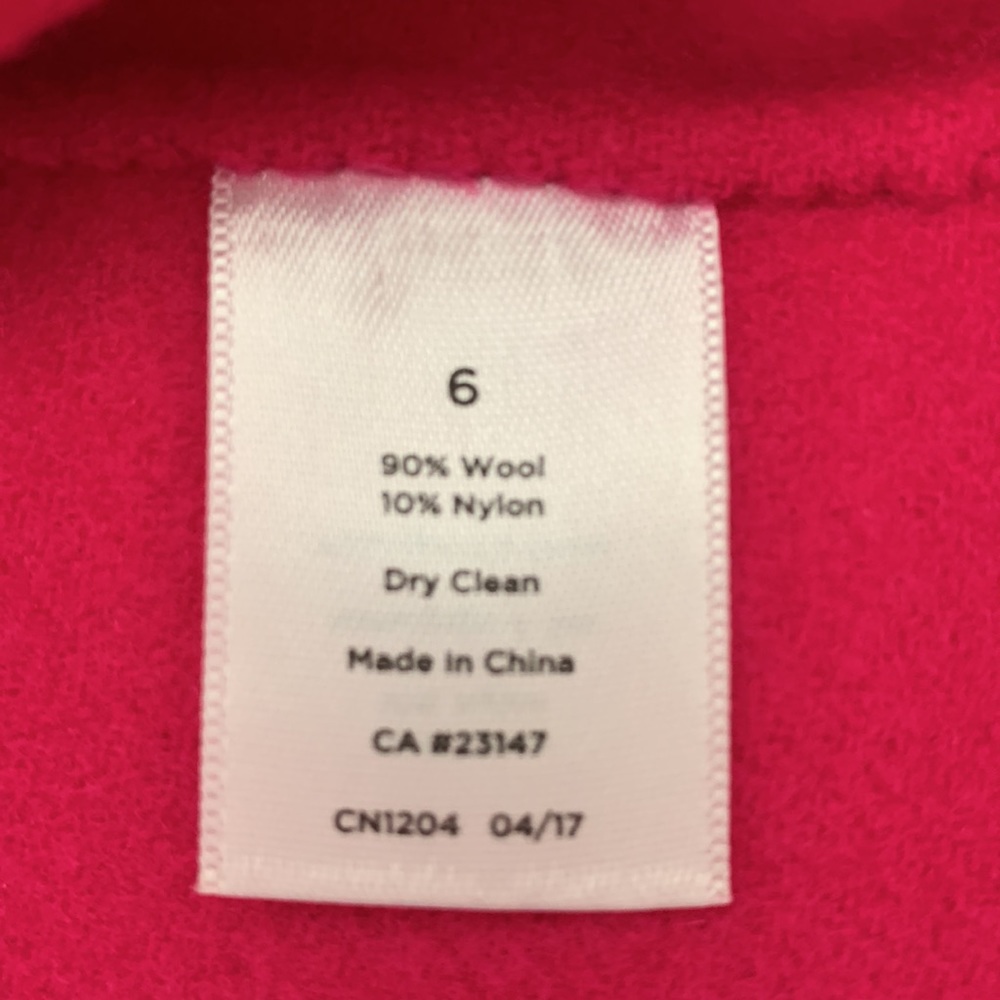 6
90% Wool
10% Nylon
Dry Clean
Made in China
CA #23147
CN1204 04/17